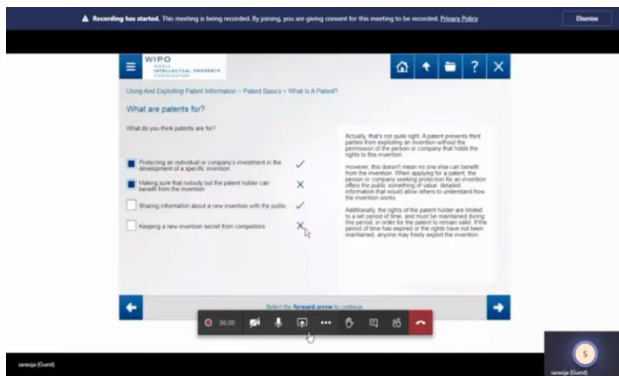 Recording has started. This meeting is being recorded. By joining, you are giving consent for this meeting to be recorded. Privacy Policy
Dismiss
WIPO
WORLD
INTELLECTUAL PROPERTY
ORGANIZATION
?
Using And Exploiting Patent Information > Patent Basics > What Is A Patent?
What are patents for?
What do you think patents are for?
Protecting an individual or company's investment in the
development of a specific invention
Making sure that nobody but the patent holder can
benefit from the invention
Sharing information about a new invention with the public
Keeping a new invention secret from competitors
Actually, that's not quite right. A patent prevents third
parties from exploiting an invention without the
permission of the person or company that holds the
rights to this invention.
However, this doesn't mean no one else can benefit
from the invention. When applying for a patent, the
person or company seeking protection for an invention
offers the public something of value: detailed
information that would allow others to understand how
the invention works.
Additionally, the rights of the patent holder are limited
to a set period of time, and must be maintained during
this period, in order for the patent to remain valid. If the
period of time has expired or the rights have not been
maintained, anyone may freely exploit the invention.
Select the forward arrow to continue
S
sarasija (Guest)
sarasija (Guest)